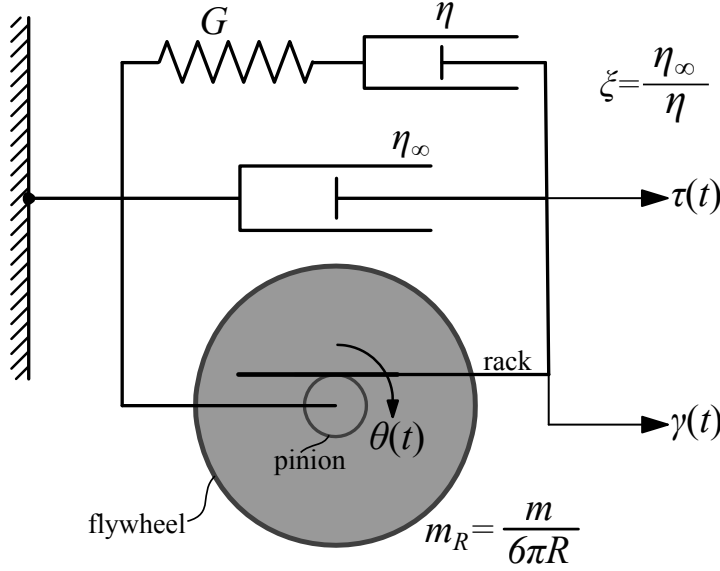 G
η
ξ=η∞/η
η∞
τ(t)
rack
θ(t)
γ(t)
pinion
flywheel
m_R=m/6πR